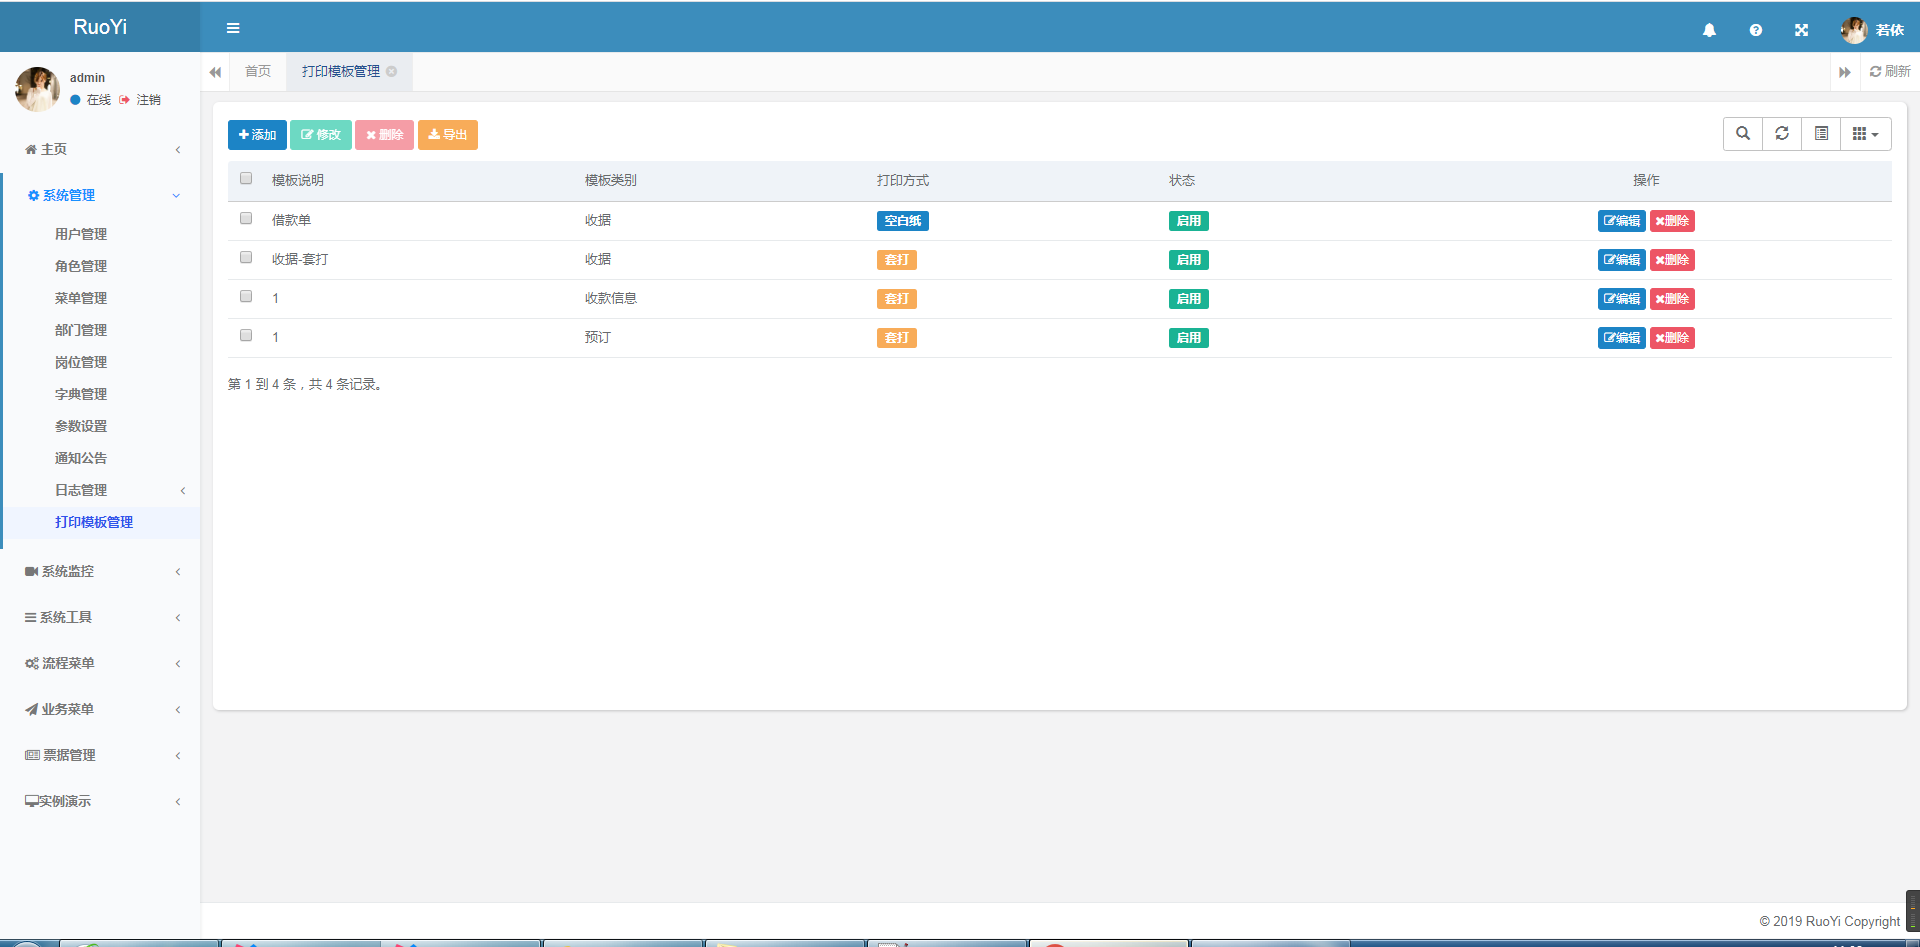 RuoYi
若依
admin
在线 注销
首页 打印模板管理 刷新
主页
系统管理
用户管理
角色管理
菜单管理
部门管理
岗位管理
字典管理
参数设置
通知公告
日志管理
打印模板管理
系统监控
系统工具
流程菜单
业务菜单
票据管理
实例演示
添加 修改 删除 导出
模板说明 模板类别 打印方式 状态 操作
借款单 收据 空白纸 启用 编辑 删除
收据-套打 收据 套打 启用 编辑 删除
1 收款信息 套打 启用 编辑 删除
1 预订 套打 启用 编辑 删除
第 1 到 4 条，共 4 条记录。
© 2019 RuoYi Copyright